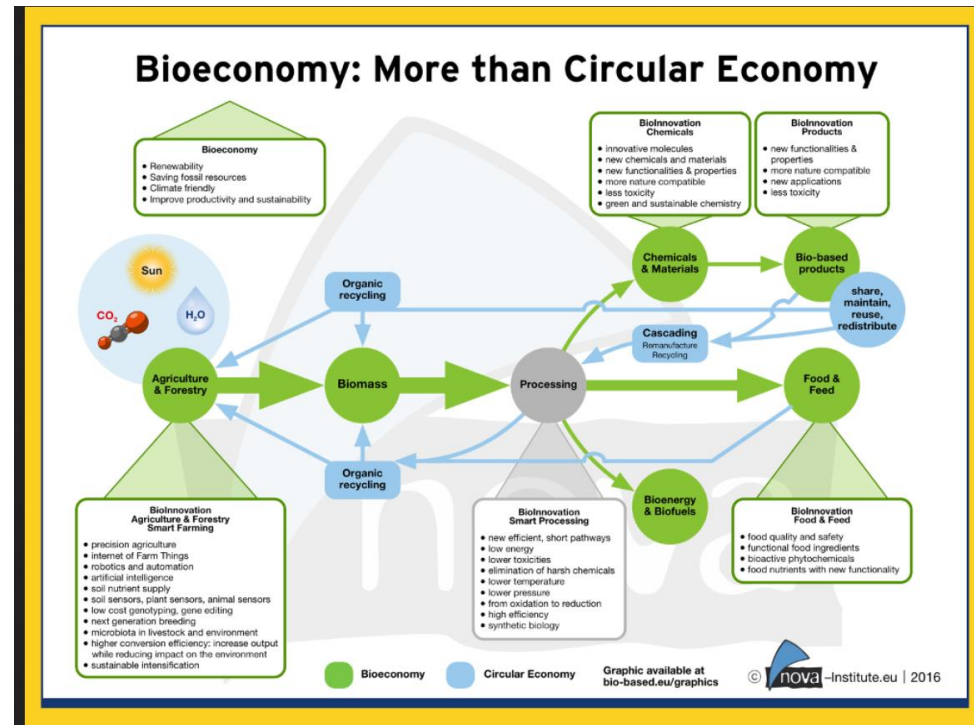 Bioeconomy: More than Circular Economy
Bioeconomy
• Renewability
• Saving fossil resources
• Climate friendly
• Improve productivity and sustainability
BioInnovation
Chemicals
• innovative molecules
• new chemicals and materials
• new functionalities & properties
• more nature compatible
• less toxicity
• green and sustainable chemistry
BioInnovation
Products
• new functionalities &
properties
• more nature compatible
• new applications
• less toxicity
Sun
CO₂
H₂O
Organic
recycling
Chemicals
& Materials
Bio-based
products
share,
maintain,
reuse,
redistribute
Cascading
Remanufacture
Recycling
Agriculture
& Forestry
Biomass
Processing
Food &
Feed
Organic
recycling
Bioenergy
& Biofuels
BioInnovation
Agriculture & Forestry
Smart Farming
• precision agriculture
• internet of Farm Things
• robotics and automation
• artificial intelligence
• soil nutrient supply
• soil sensors, plant sensors, animal sensors
• low cost genotyping, gene editing
• next generation breeding
• microbiota in livestock and environment
• higher conversion efficiency: increase output
while reducing impact on the environment
• sustainable intensification
BioInnovation
Smart Processing
• new efficient, short pathways
• low energy
• lower toxicities
• elimination of harsh chemicals
• lower temperature
• lower pressure
• from oxidation to reduction
• high efficiency
• synthetic biology
BioInnovation
Food & Feed
• food quality and safety
• functional food ingredients
• bioactive phytochemicals
• food nutrients with new functionality
Bioeconomy
Circular Economy
Graphic available at
bio-based.eu/graphics
© nova-Institute.eu | 2016
nova